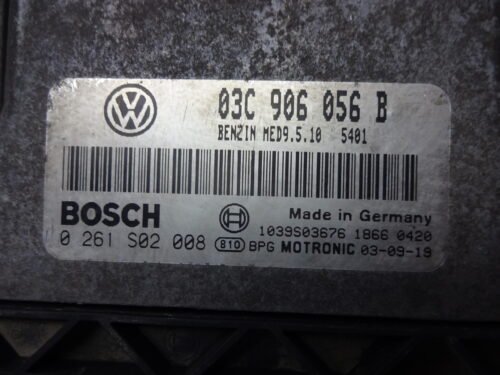 03C 906 056 B
BENZIN MED9.5.10 5401
BOSCH
Made in Germany
1039S03676 1866 0420
0 261 S02 008 810 BPG MOTRONIC 03-09-19